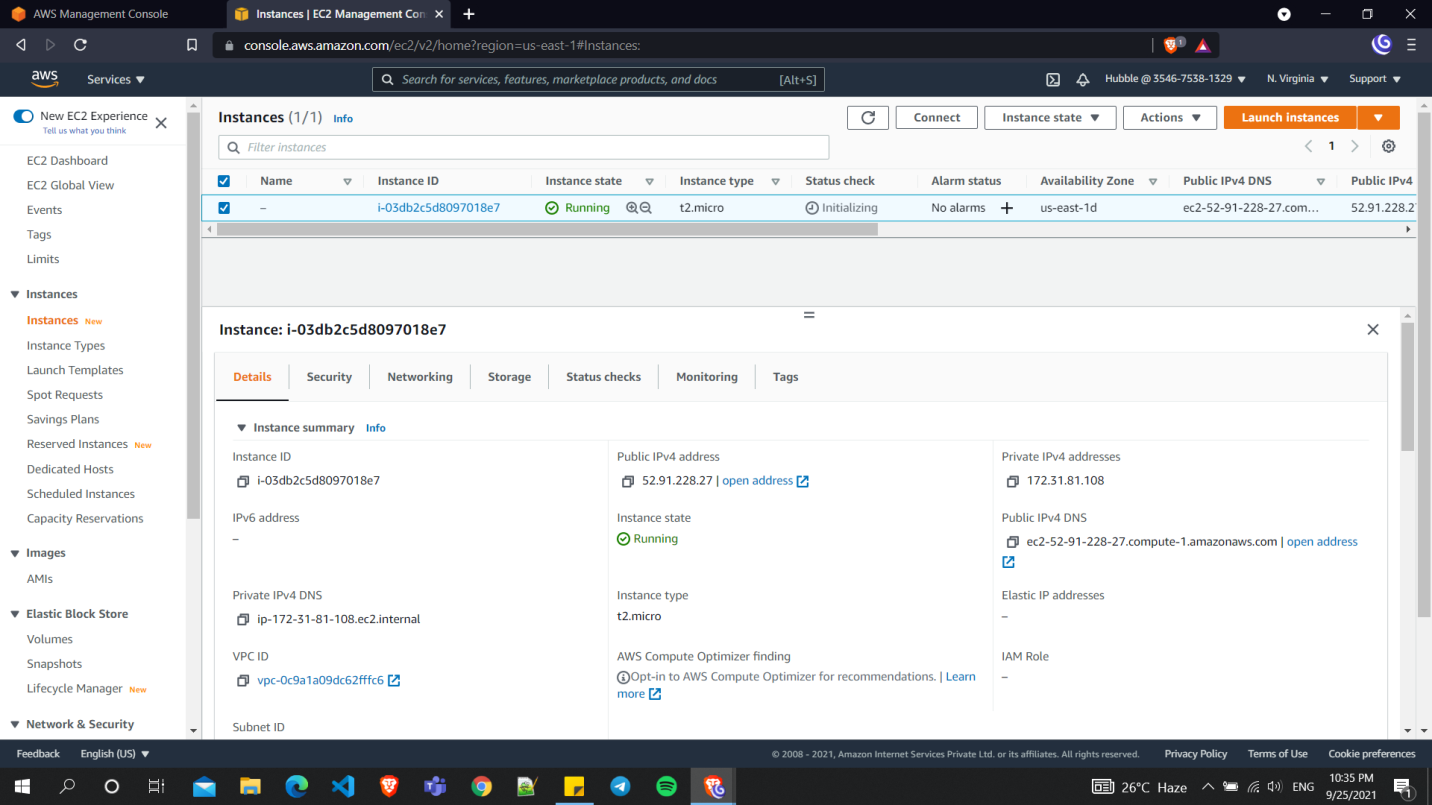 AWS Management Console
Instances | EC2 Management Con
console.aws.amazon.com/ec2/v2/home?region=us-east-1#Instances:
1
aws
Services
Search for services, features, marketplace products, and docs
[Alt+S]
Hubble @ 3546-7538-1329
N. Virginia
Support
New EC2 Experience
Tell us what you think
EC2 Dashboard
EC2 Global View
Events
Tags
Limits
Instances
Instances New
Instance Types
Launch Templates
Spot Requests
Savings Plans
Reserved Instances New
Dedicated Hosts
Scheduled Instances
Capacity Reservations
Images
AMIs
Elastic Block Store
Volumes
Snapshots
Lifecycle Manager New
Network & Security
Instances (1/1) Info
Connect
Instance state
Actions
Launch instances
Filter instances
1
Name Instance ID Instance state Instance type Status check Alarm status Availability Zone Public IPv4 DNS Public IPv4
– i-03db2c5d8097018e7 Running t2.micro Initializing No alarms + us-east-1d ec2-52-91-228-27.com... 52.91.228.2
Instance: i-03db2c5d8097018e7
Details
Security
Networking
Storage
Status checks
Monitoring
Tags
Instance summary Info
Instance ID
i-03db2c5d8097018e7
Public IPv4 address
52.91.228.27 | open address
Private IPv4 addresses
172.31.81.108
IPv6 address
–
Instance state
Running
Public IPv4 DNS
ec2-52-91-228-27.compute-1.amazonaws.com | open address
Private IPv4 DNS
ip-172-31-81-108.ec2.internal
Instance type
t2.micro
Elastic IP addresses
–
VPC ID
vpc-0c9a1a09dc62fffc6
AWS Compute Optimizer finding
Opt-in to AWS Compute Optimizer for recommendations. | Learn
more
IAM Role
–
Subnet ID
Feedback
English (US)
© 2008 - 2021, Amazon Internet Services Private Ltd. or its affiliates. All rights reserved.
Privacy Policy
Terms of Use
Cookie preferences
26°C Haze
ENG
10:35 PM
9/25/2021
1